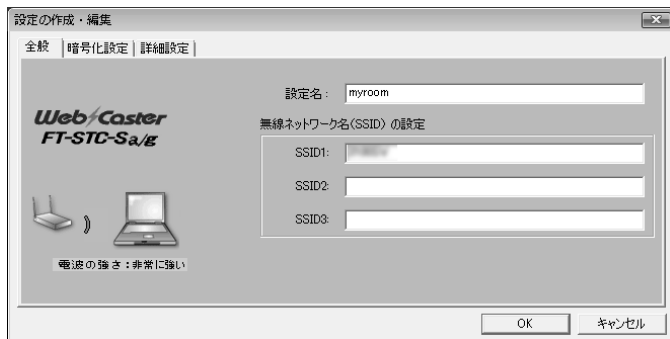 設定の作成・編集
全般 暗号化設定 詳細設定
設定名: myroom
Web Caster
FT-STC-Sa/g
無線ネットワーク名(SSID) の設定
SSID1:
SSID2:
SSID3:
電波の強さ:非常に強い
OK キャンセル